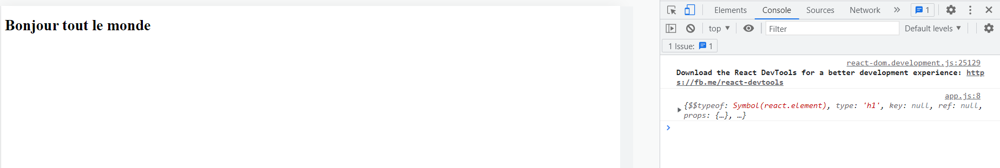 Bonjour tout le monde
Elements Console Sources Network 1
top Filter Default levels
1 Issue: 1
react-dom.development.js:25129
Download the React DevTools for a better development experience: http
s://fb.me/react-devtools
app.js:8
{$$typeof: Symbol(react.element), type: 'h1', key: null, ref: null,
props: {…}, …}